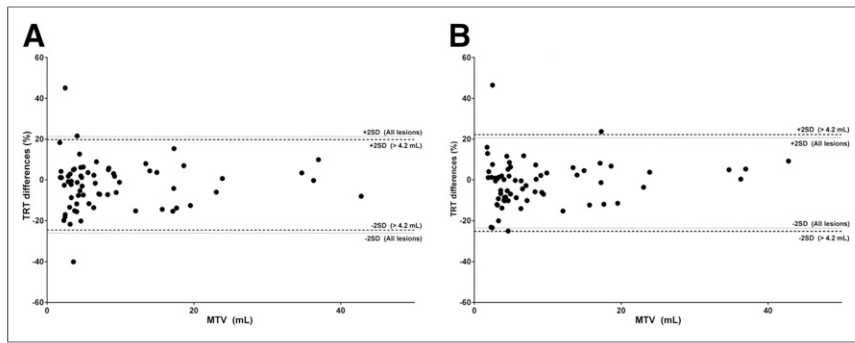 A
60
40
20
0
-20
-40
-60
TRT differences (%)
+2SD (All lesions)
+2SD (> 4.2 mL)
-2SD (> 4.2 mL)
-2SD (All lesions)
0
20
40
MTV (mL)
B
60
40
20
0
-20
-40
-60
TRT differences (%)
+2SD (> 4.2 mL)
+2SD (All lesions)
-2SD (All lesions)
-2SD (> 4.2 mL)
0
20
40
MTV (mL)